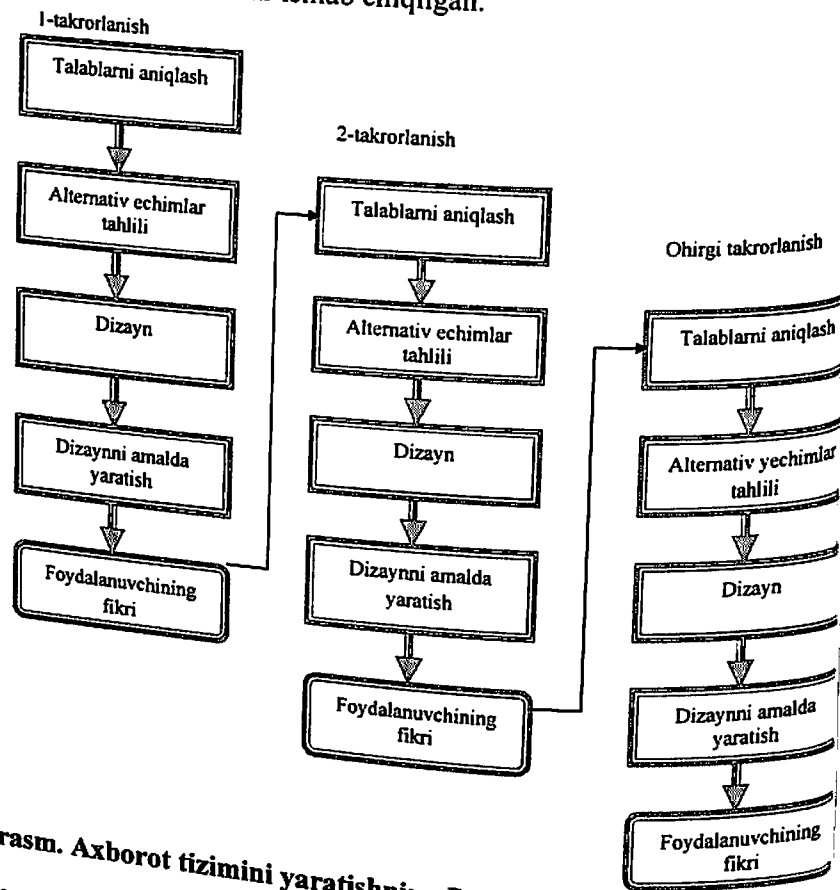 chiqilgan.
1-takrorlanish
Talablarni aniqlash
Alternativ echimlar
tahlili
Dizayn
Dizaynni amalda
yaratish
Foydalanuvchining
fikri
2-takrorlanish
Talablarni aniqlash
Alternativ echimlar
tahlili
Dizayn
Dizaynni amalda
yaratish
Foydalanuvchining
fikri
Ohirgi takrorlanish
Talablarni aniqlash
Alternativ yechimlar
tahlili
Dizayn
Dizaynni amalda
yaratish
Foydalanuvchining
fikri
rasm. Axborot tizimini yaratishning